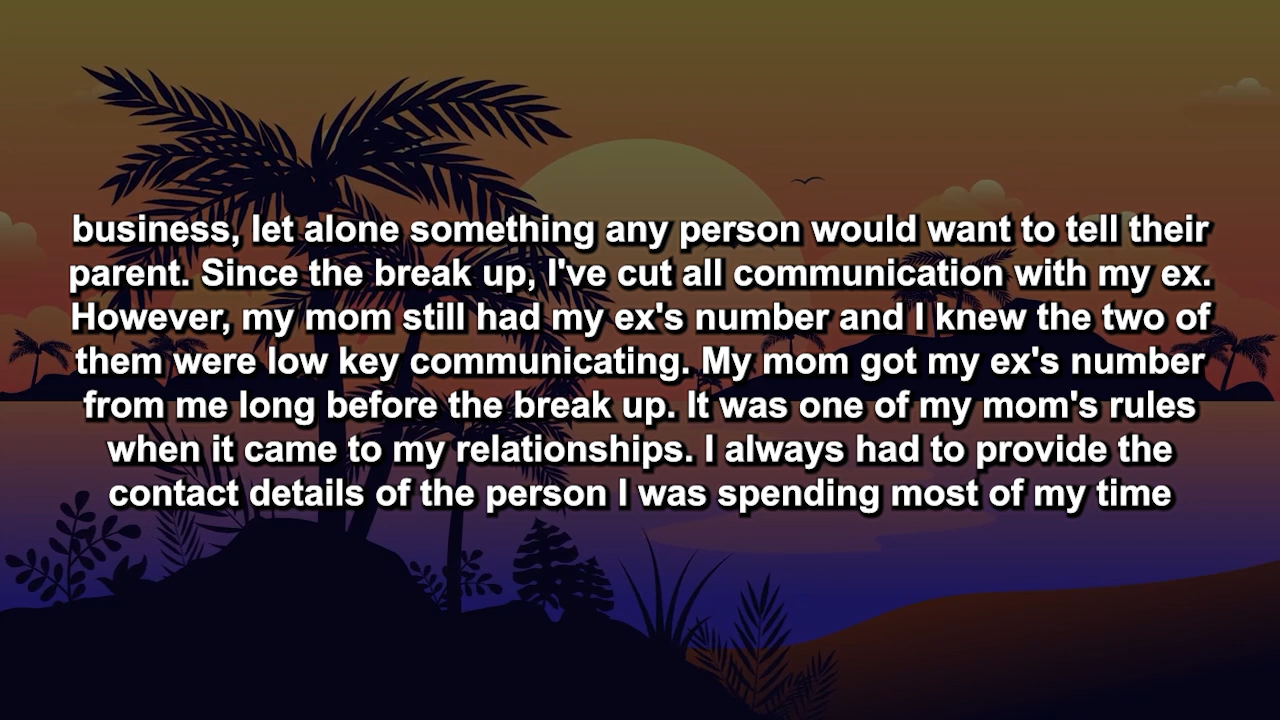 business, let alone something any person would want to tell their
parent. Since the break up, I've cut all communication with my ex.
However, my mom still had my ex's number and I knew the two of
them were low key communicating. My mom got my ex's number
from me long before the break up. It was one of my mom's rules
when it came to my relationships. I always had to provide the
contact details of the person I was spending most of my time